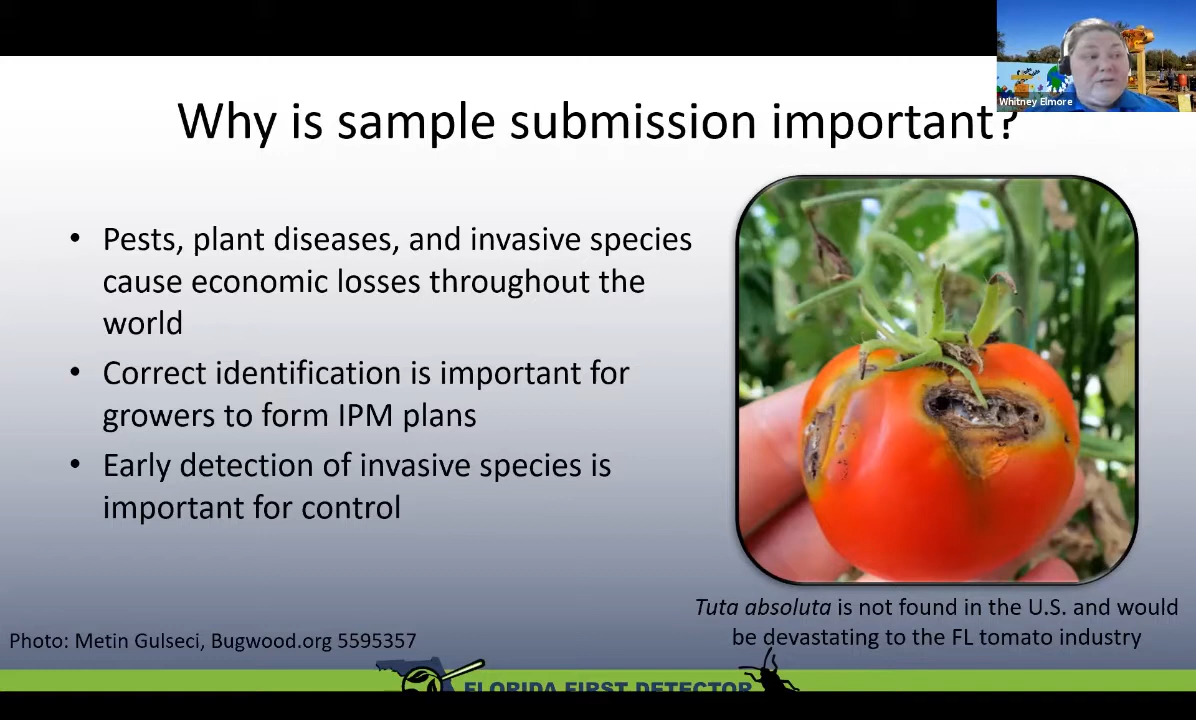 Whitney Elmore
Why is sample submission important?
• Pests, plant diseases, and invasive species
cause economic losses throughout the
world
• Correct identification is important for
growers to form IPM plans
• Early detection of invasive species is
important for control
Tuta absoluta is not found in the U.S. and would
be devastating to the FL tomato industry
Photo: Metin Gulseci, Bugwood.org 5595357
FLORIDA FIRST DETECTOR